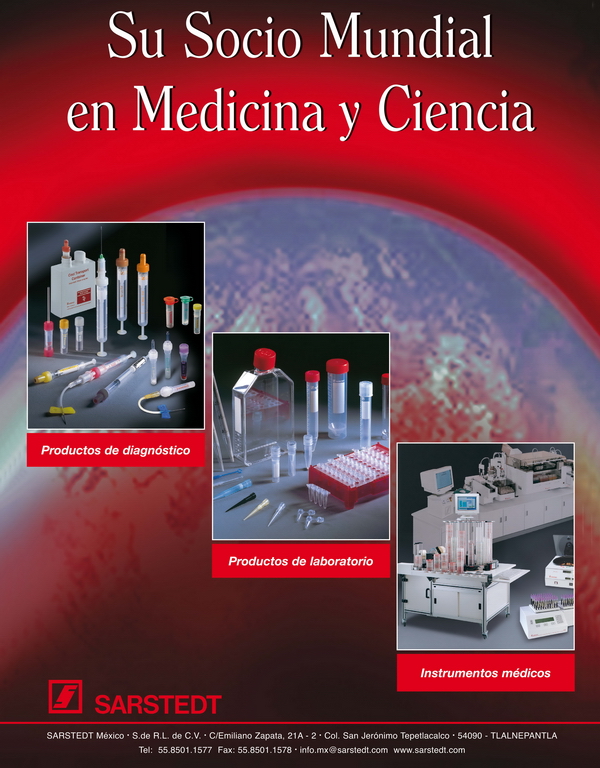 Su Socio Mundial
en Medicina y Ciencia
Productos de diagnóstico
Productos de laboratorio
Instrumentos médicos
SARSTEDT
SARSTEDT México · S.de R.L. de C.V. · C/Emiliano Zapata, 21A - 2 · Col. San Jerónimo Tepetlacalco · 54090 - TLALNEPANTLA
Tel: 55.8501.1577 Fax: 55.8501.1578 · info.mx@sarstedt.com www.sarstedt.com